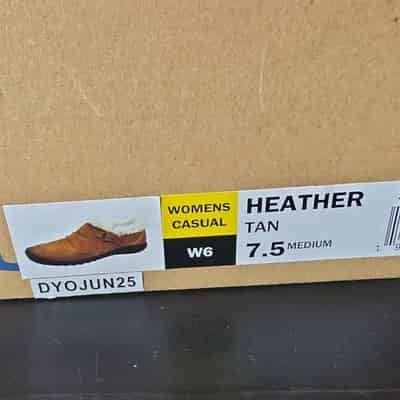 WOMENS
CASUAL
W6
HEATHER
TAN
7.5 MEDIUM
DYOJUN25